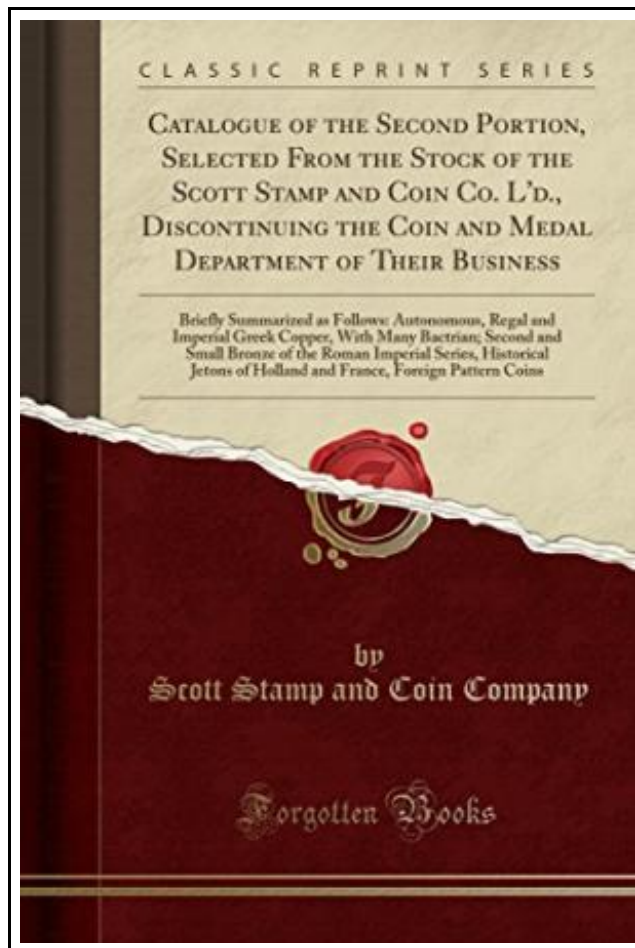 CLASSIC REPRINT SERIES
CATALOGUE OF THE SECOND PORTION,
SELECTED FROM THE STOCK OF THE
SCOTT STAMP AND COIN CO. L'D.,
DISCONTINUING THE COIN AND MEDAL
DEPARTMENT OF THEIR BUSINESS
Briefly Summarized as Follows: Autonomous, Regal and
Imperial Greek Copper, With Many Bactrian; Second and
Small Bronze of the Roman Imperial Series, Historical
Jetons of Holland and France, Foreign Pattern Coins
by
Scott Stamp and Coin Company
Forgotten Books